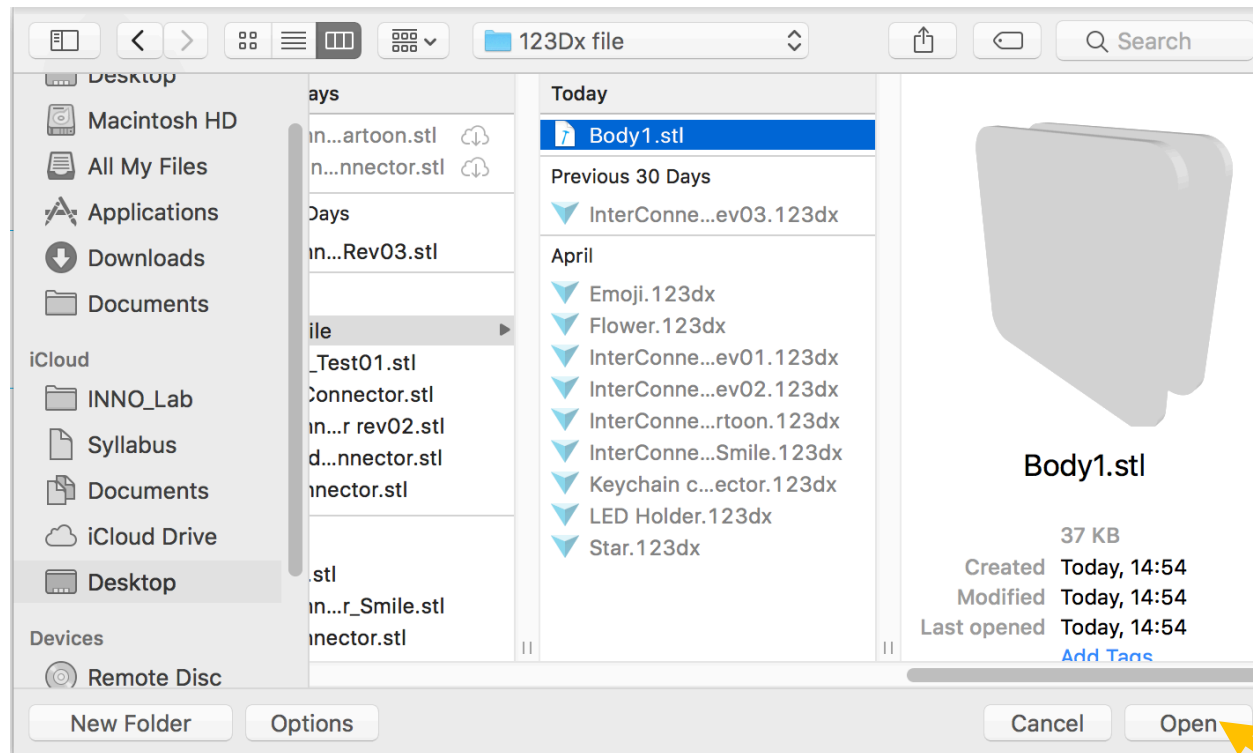 123Dx file
Search
Desktop
Macintosh HD
All My Files
Applications
Downloads
Documents
iCloud
INNO_Lab
Syllabus
Documents
iCloud Drive
Desktop
Devices
Remote Disc
ays
n...artoon.stl
n...nnector.stl
Days
nn...Rev03.stl
ile
_Test01.stl
Connector.stl
nn...r rev02.stl
d...nnector.stl
nnector.stl
.stl
nn...r_Smile.stl
nnector.stl
Today
Body1.stl
Previous 30 Days
InterConne...ev03.123dx
April
Emoji.123dx
Flower.123dx
InterConne...ev01.123dx
InterConne...ev02.123dx
InterConne...rtoon.123dx
InterConne...Smile.123dx
Keychain c...ector.123dx
LED Holder.123dx
Star.123dx
Body1.stl
37 KB
Created Today, 14:54
Modified Today, 14:54
Last opened Today, 14:54
Add Tags
New Folder
Options
Cancel
Open